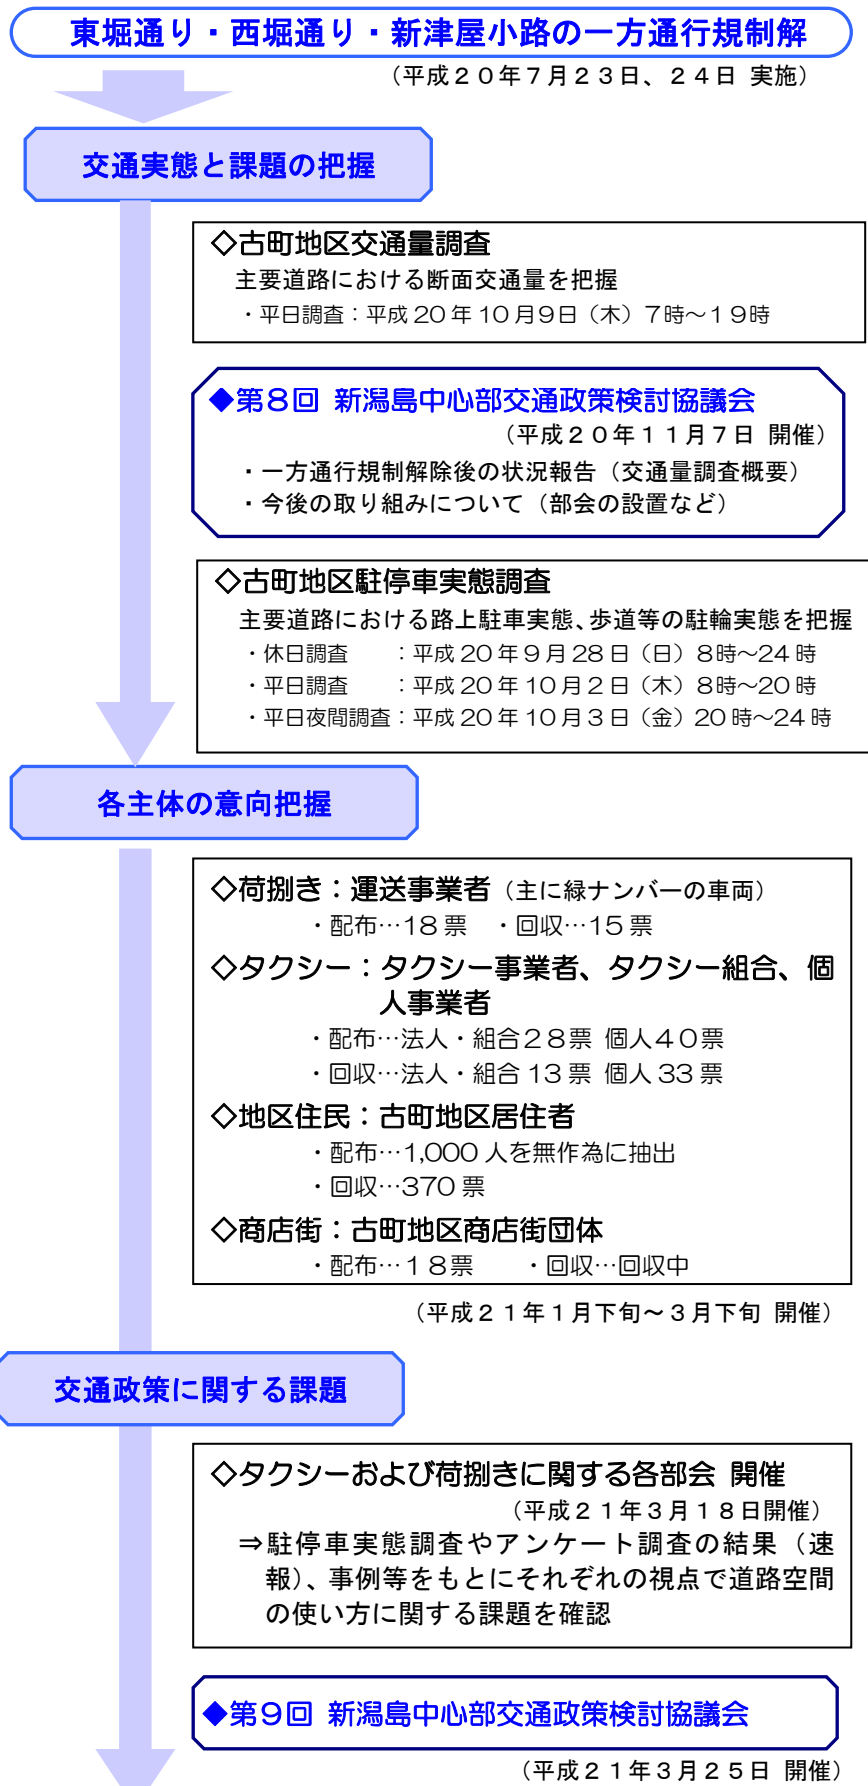 東堀通り・西堀通り・新津屋小路の一方通行規制解
（平成２０年７月２３日、２４日 実施）
交通実態と課題の把握
◇古町地区交通量調査
主要道路における断面交通量を把握
・平日調査：平成 20 年 10 月９日（木）７時～１９時
◆第８回 新潟島中心部交通政策検討協議会
（平成２０年１１月７日 開催）
・一方通行規制解除後の状況報告（交通量調査概要）
・今後の取り組みについて（部会の設置など）
◇古町地区駐停車実態調査
主要道路における路上駐車実態、歩道等の駐輪実態を把握
・休日調査　　：平成 20 年 9 月 28 日（日）8時～24 時
・平日調査　　：平成 20 年 10 月 2 日（木）8時～20 時
・平日夜間調査：平成 20 年 10 月 3 日（金）20 時～24 時
各主体の意向把握
◇荷捌き：運送事業者（主に緑ナンバーの車両）
・配布…18 票　・回収…15 票
◇タクシー：タクシー事業者、タクシー組合、個
人事業者
・配布…法人・組合２８票 個人４０票
・回収…法人・組合 13 票 個人 33 票
◇地区住民：古町地区居住者
・配布…1,000 人を無作為に抽出
・回収…370 票
◇商店街：古町地区商店街団体
・配布…１８票　　・回収…回収中
（平成２１年１月下旬～３月下旬 開催）
交通政策に関する課題
◇タクシーおよび荷捌きに関する各部会 開催
（平成２１年３月１８日開催）
⇒駐停車実態調査やアンケート調査の結果（速
報）、事例等をもとにそれぞれの視点で道路空間
の使い方に関する課題を確認
◆第９回 新潟島中心部交通政策検討協議会
（平成２１年３月２５日 開催）